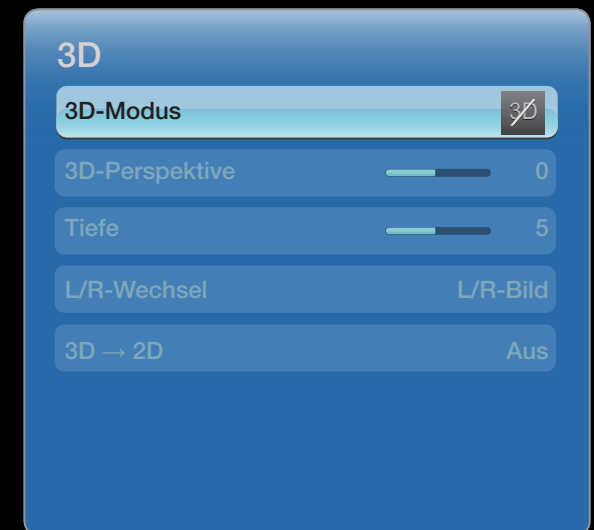 3D
3D-Modus 3D
3D-Perspektive 0
Tiefe 5
L/R-Wechsel L/R-Bild
3D → 2D Aus